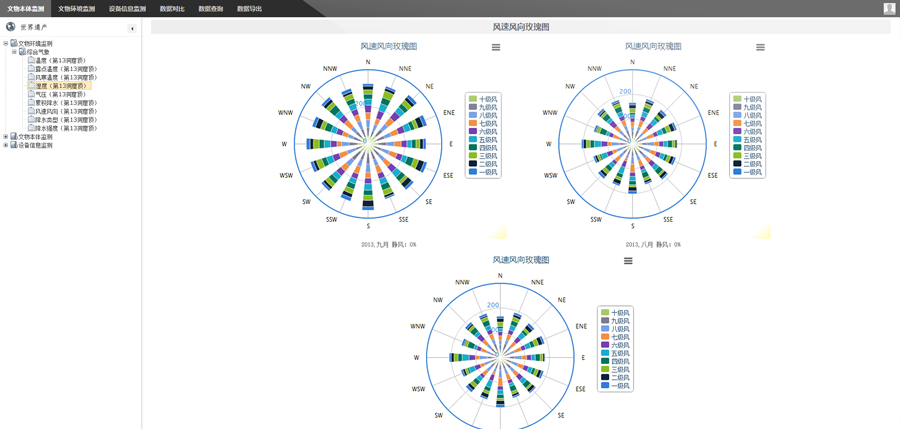 文物本体监测 文物环境监测 设备信息监测 数据对比 数据查询 数据导出
世界遗产
文物环境监测
综合气象
温度（第13洞窟顶）
露点温度（第13洞窟顶）
风寒温度（第13洞窟顶）
湿度（第13洞窟顶）
气压（第13洞窟顶）
累积降水（第13洞窟顶）
风速风向（第13洞窟顶）
降水类型（第13洞窟顶）
降水强度（第13洞窟顶）
文物本体监测
设备信息监测
风速风向玫瑰图
风速风向玫瑰图
N
NNE
NE
ENE
E
ESE
SE
SSE
S
SSW
SW
WSW
W
WNW
NW
NNW
200
0
十级风
九级风
八级风
七级风
六级风
五级风
四级风
三级风
二级风
一级风
2013,九月 静风: 0%
风速风向玫瑰图
N
NNE
NE
ENE
E
ESE
SE
SSE
S
SSW
SW
WSW
W
WNW
NW
NNW
200
十级风
九级风
八级风
七级风
六级风
五级风
四级风
三级风
二级风
一级风
2013,八月 静风: 0%
风速风向玫瑰图
N
NNE
NE
ENE
E
ESE
SE
SW
WSW
W
WNW
NW
NNW
200
0
十级风
九级风
八级风
七级风
六级风
五级风
四级风
三级风
二级风
一级风